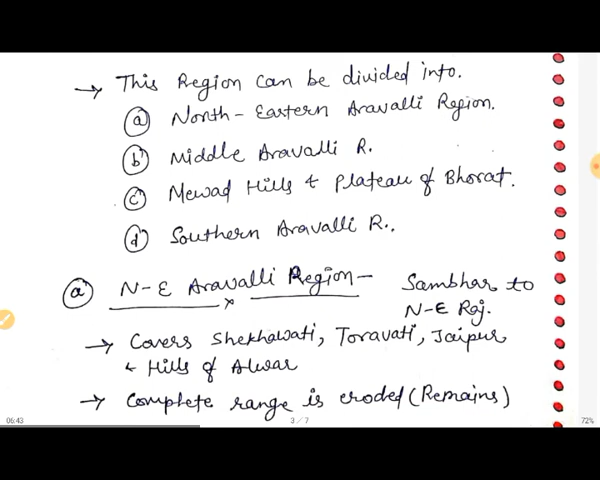 → This Region can be divided into.
(a) North-Eastern Aravalli Region.
(b) Middle Aravalli R.
(c) Mewad Hills & Plateau of Bhorat.
(d) Southern Aravalli R.
(a) N-E Aravalli Region- Sambhar to
N-E Raj.
→ Covers Shekhawati, Toravati, Jaipur
& Hills of Alwar
→ Complete range is eroded (Remains)
06:43 3 / 7 72%